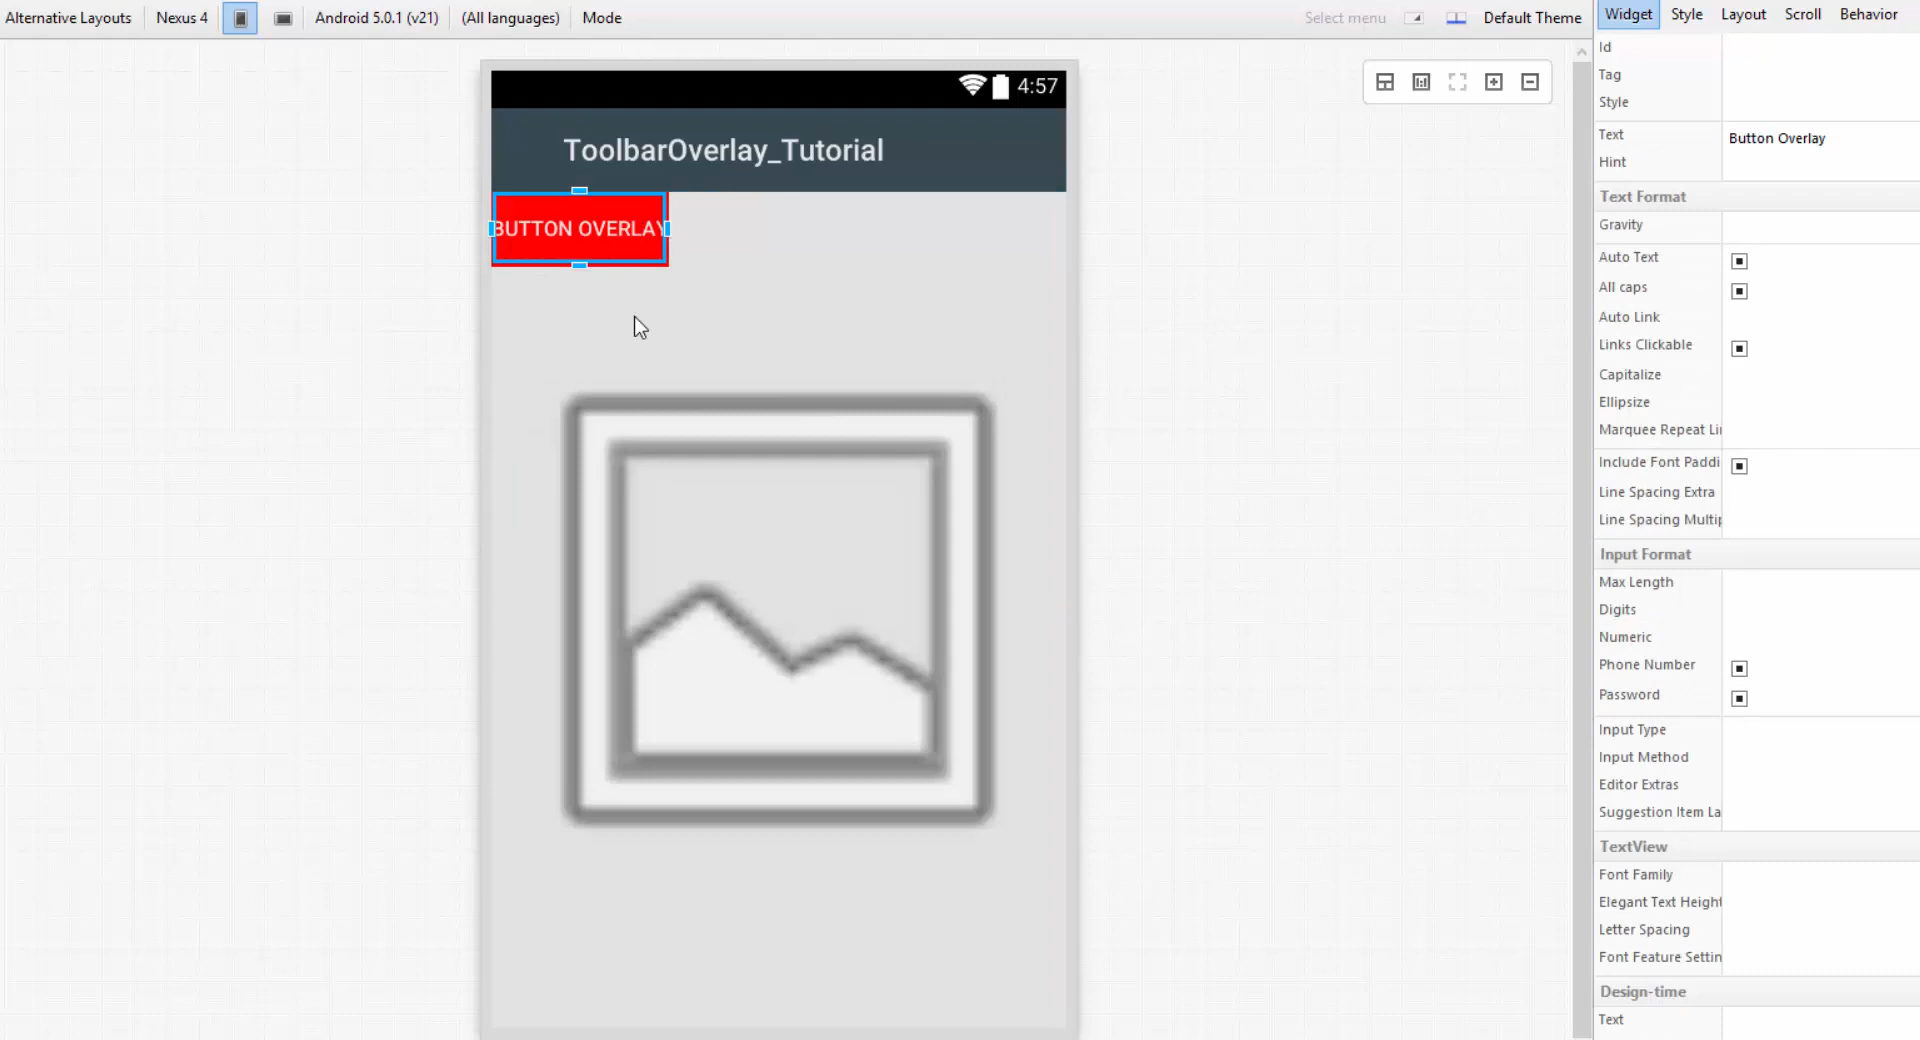 Alternative Layouts Nexus 4 Android 5.0.1 (v21) (All languages) Mode Select menu Default Theme
Widget Style Layout Scroll Behavior
4:57
ToolbarOverlay_Tutorial
BUTTON OVERLAY
Id
Tag
Style
Text Button Overlay
Hint
Text Format
Gravity
Auto Text
All caps
Auto Link
Links Clickable
Capitalize
Ellipsize
Marquee Repeat Li
Include Font Paddi
Line Spacing Extra
Line Spacing Multip
Input Format
Max Length
Digits
Numeric
Phone Number
Password
Input Type
Input Method
Editor Extras
Suggestion Item La
TextView
Font Family
Elegant Text Height
Letter Spacing
Font Feature Settin
Design-time
Text